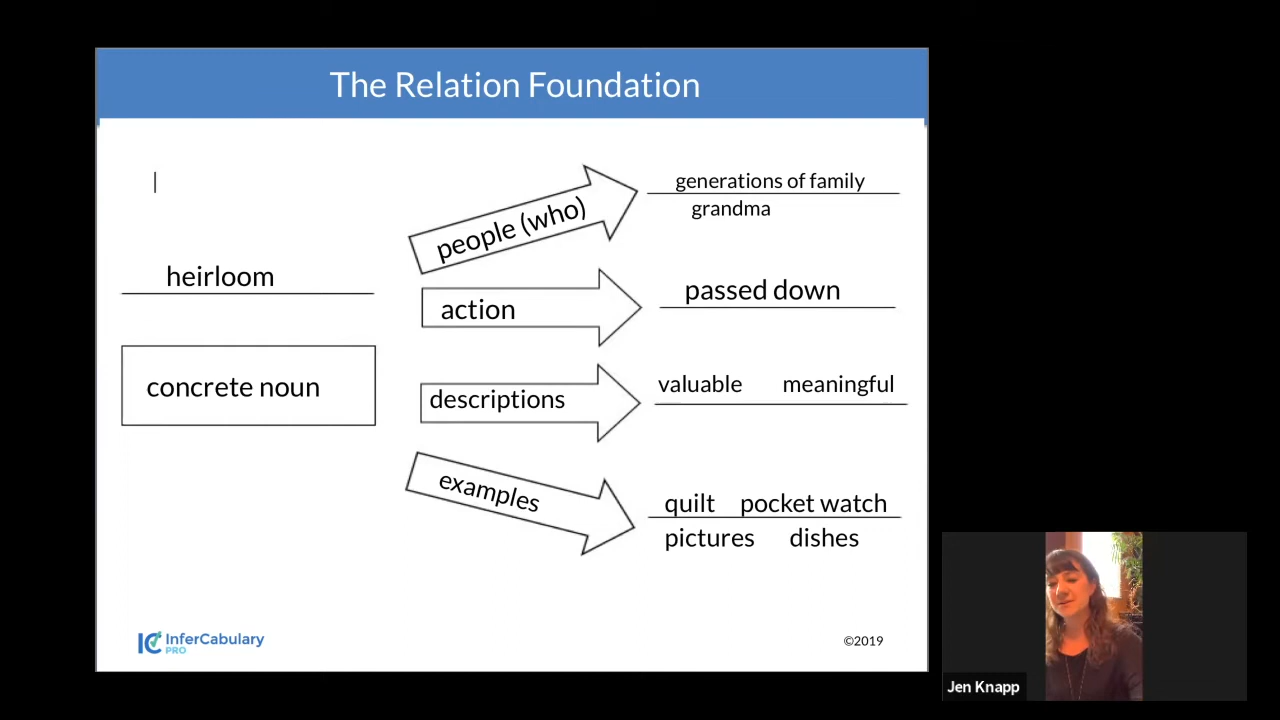 The Relation Foundation
heirloom
concrete noun
people (who)
generations of family
grandma
action
passed down
descriptions
valuable meaningful
examples
quilt pocket watch
pictures dishes
InferCabulary
PRO
©2019
Jen Knapp